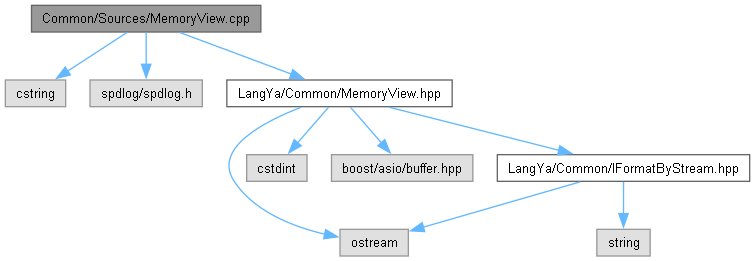 Common/Sources/MemoryView.cpp
cstring
spdlog/spdlog.h
LangYa/Common/MemoryView.hpp
cstdint
boost/asio/buffer.hpp
LangYa/Common/IFormatByStream.hpp
ostream
string